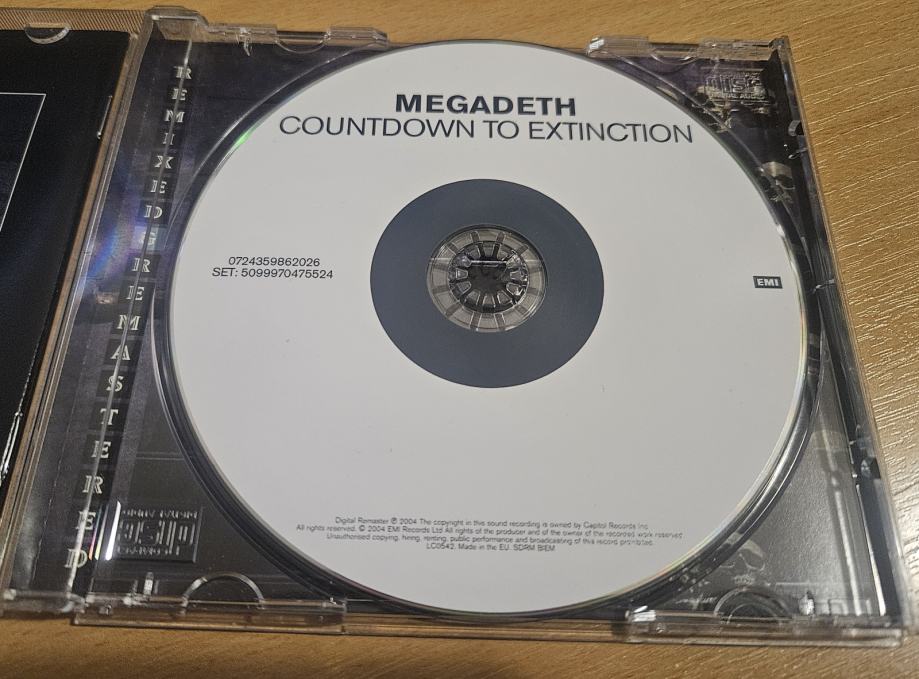 REMIXED & REMASTERED
MEGADETH
COUNTDOWN TO EXTINCTION
0724359862026
SET: 5099970475524
EMI
Digital Remaster ℗ 2004 The copyright in this sound recording is owned by Capitol Records Inc
All rights reserved. © 2004 EMI Records Ltd All rights of the producer and of the owner of the recorded work reserved
Unauthorised copying, hiring, renting, public performance and broadcasting of this record prohibited.
LC0542. Made in the EU. SDRM BIEM